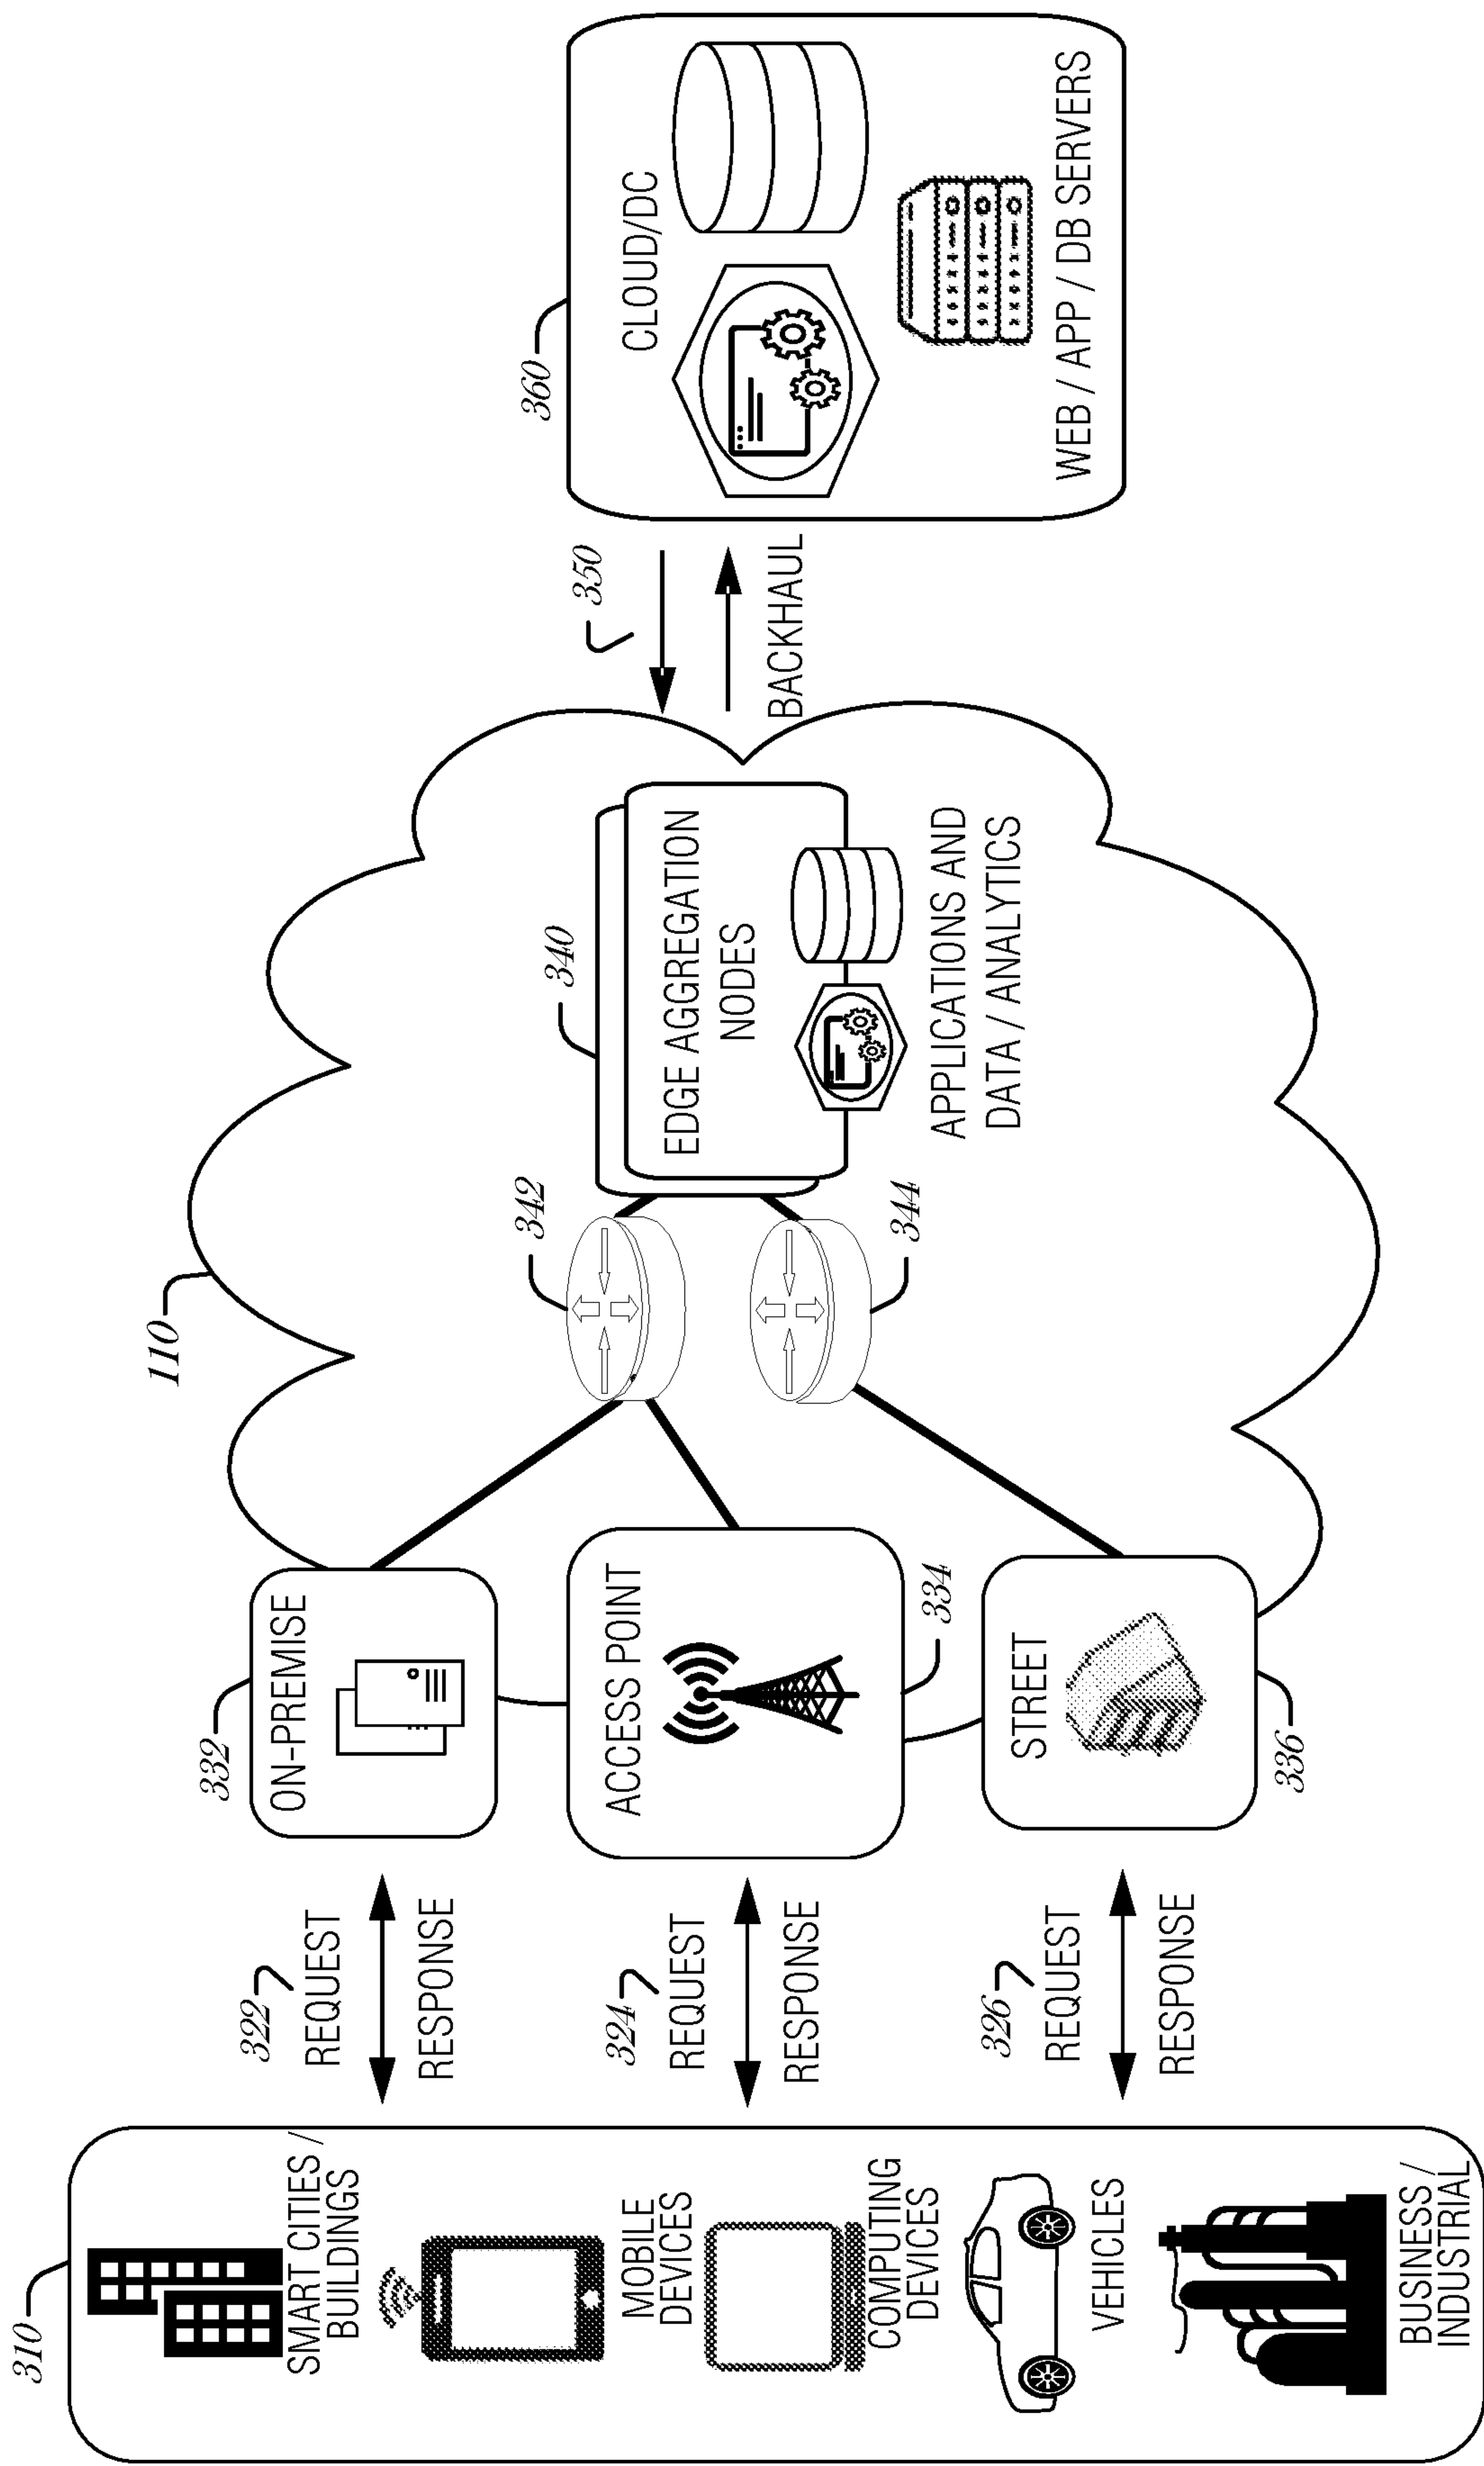 310
SMART CITIES /
BUILDINGS
MOBILE
DEVICES
COMPUTING
DEVICES
VEHICLES
BUSINESS /
INDUSTRIAL
322
REQUEST
RESPONSE
324
REQUEST
RESPONSE
326
REQUEST
RESPONSE
332
ON-PREMISE
ACCESS POINT
334
STREET
336
110
342
344
340
EDGE AGGREGATION
NODES
APPLICATIONS AND
DATA / ANALYTICS
350
BACKHAUL
360
CLOUD/DC
WEB / APP / DB SERVERS